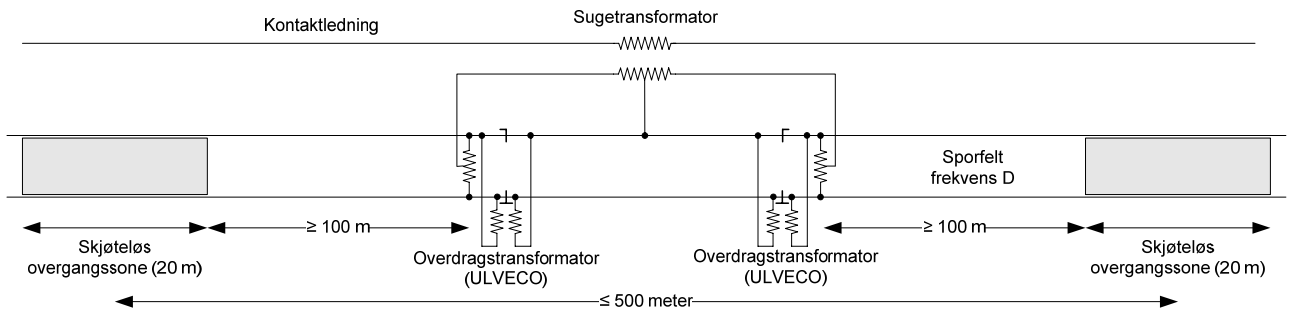 Sugetransformator
Kontaktledning
Sporfelt
frekvens D
≥ 100 m
≥ 100 m
Skjøteløs
overgangssone (20 m)
Overdragstransformator
(ULVECO)
Overdragstransformator
(ULVECO)
Skjøteløs
overgangssone (20 m)
≤ 500 meter